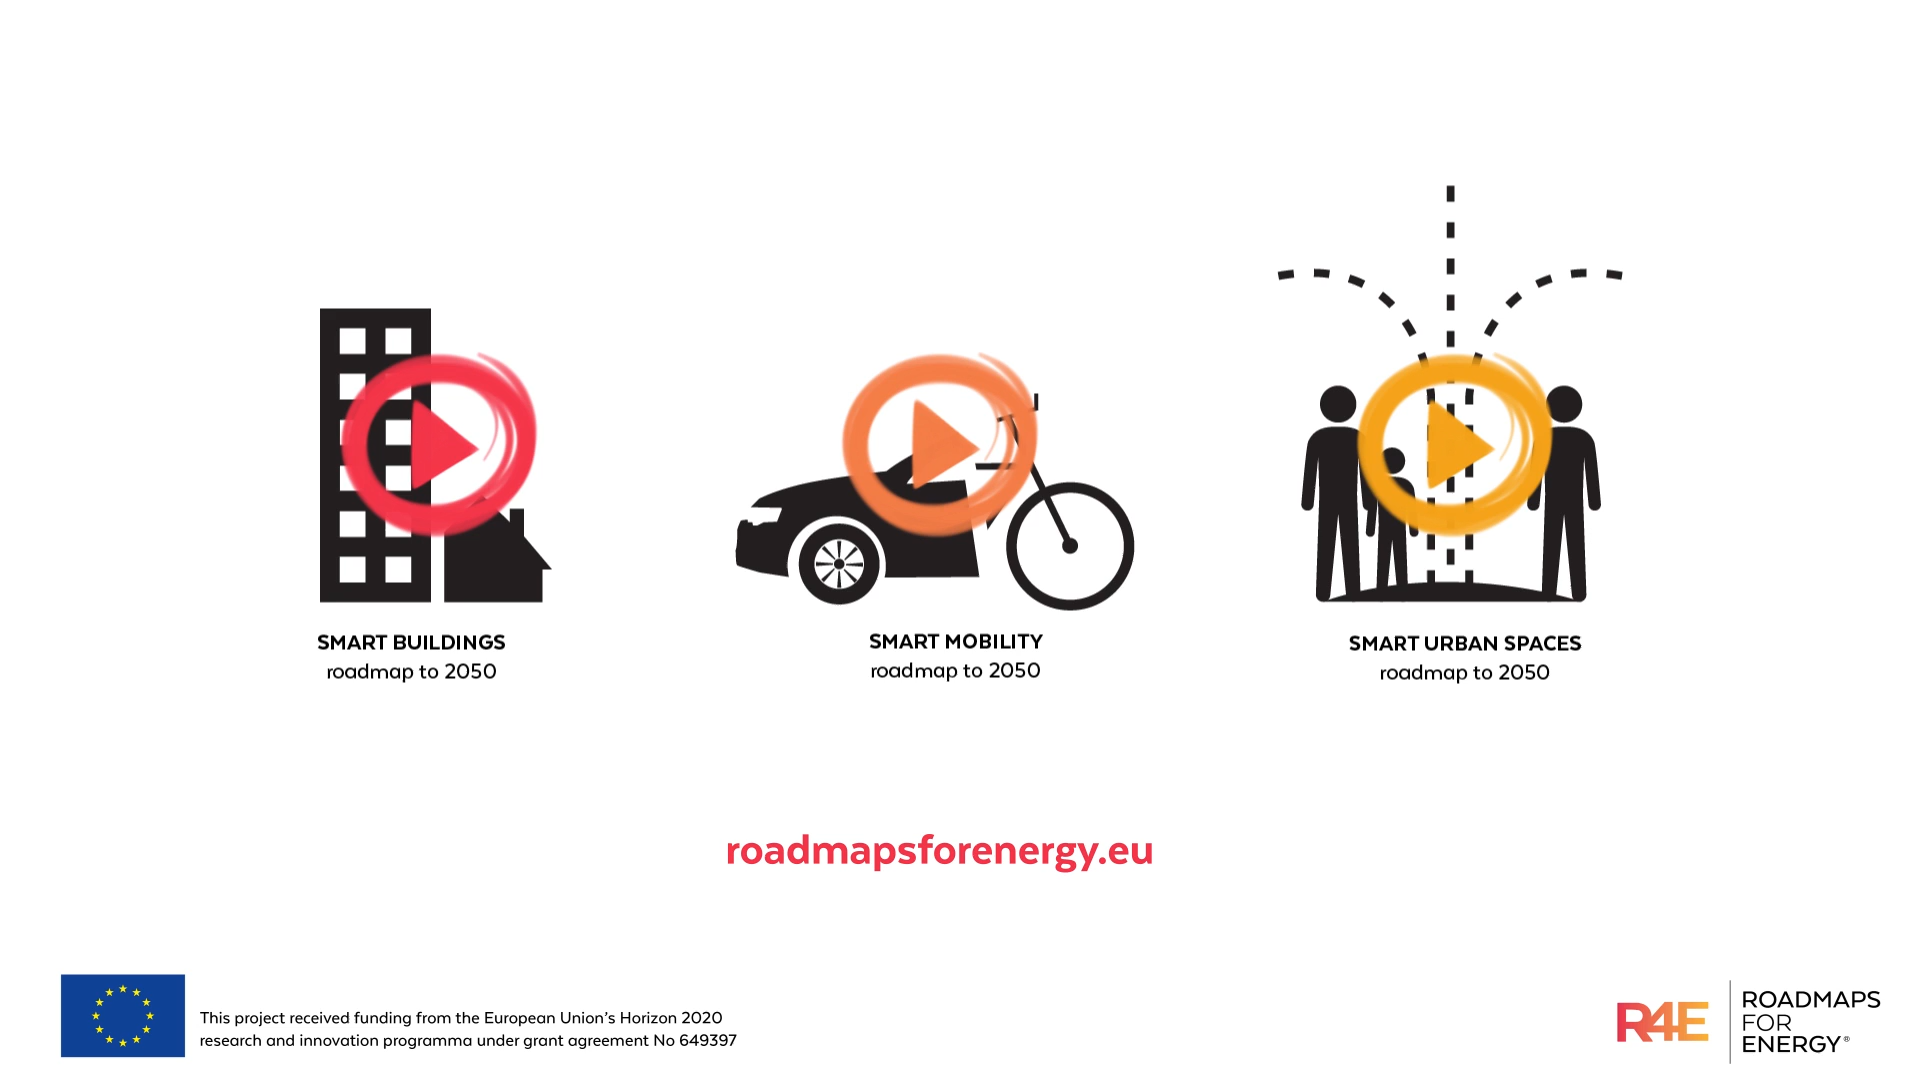 SMART BUILDINGS
roadmap to 2050
SMART MOBILITY
roadmap to 2050
SMART URBAN SPACES
roadmap to 2050
roadmapsforenergy.eu
This project received funding from the European Union’s Horizon 2020
research and innovation programma under grant agreement No 649397
R4E
ROADMAPS
FOR
ENERGY®